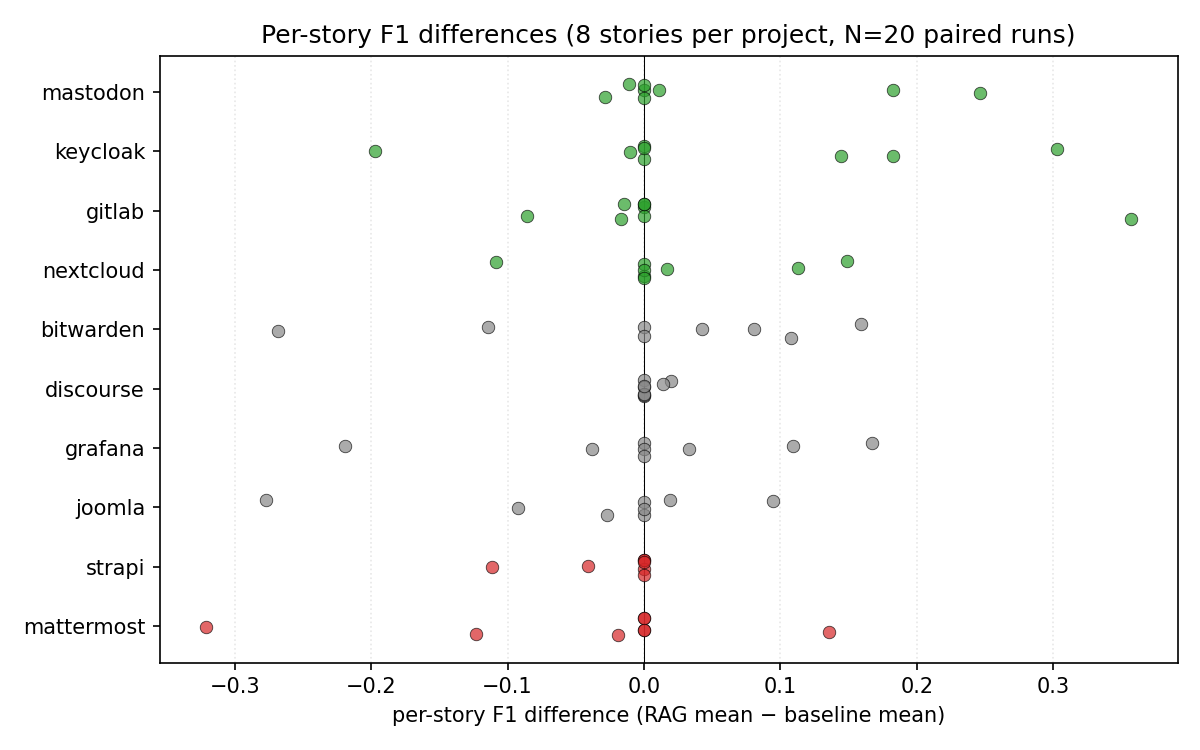 Per-story F1 differences (8 stories per project, N=20 paired runs)
mastodon
keycloak
gitlab
nextcloud
bitwarden
discourse
grafana
joomla
strapi
mattermost
−0.3 −0.2 −0.1 0.0 0.1 0.2 0.3
per-story F1 difference (RAG mean − baseline mean)